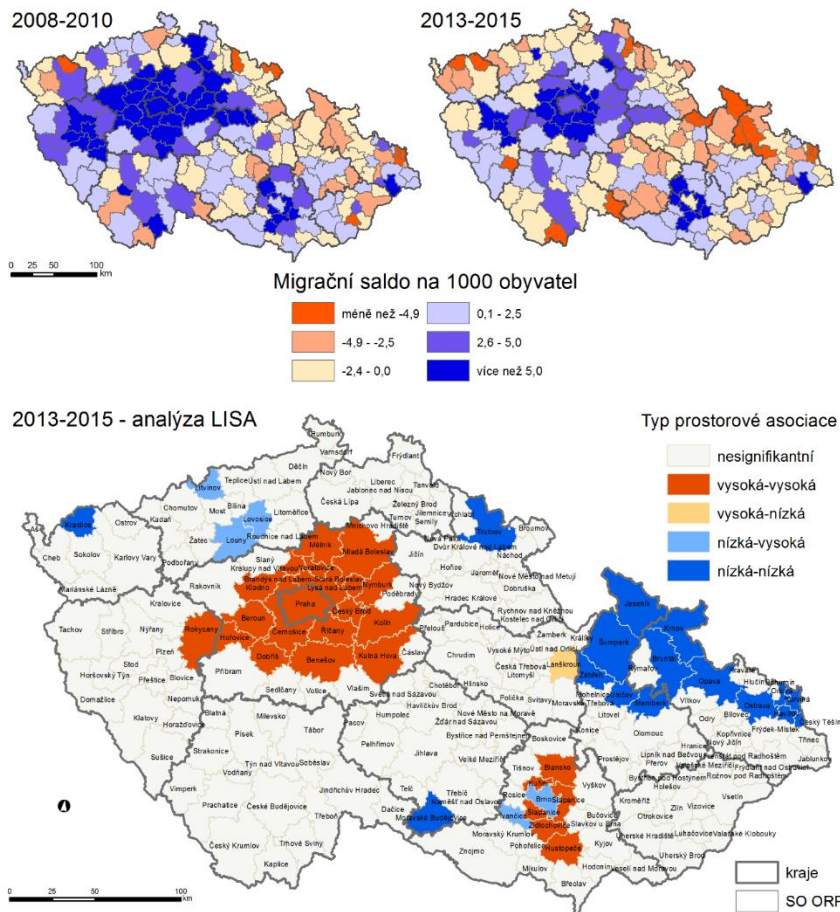 2008-2010
2013-2015
0 25 50 100
km
Migrační saldo na 1000 obyvatel
méně než -4,9
0,1 - 2,5
-4,9 - -2,5
2,6 - 5,0
-2,4 - 0,0
více než 5,0
2013-2015 - analýza LISA
Typ prostorové asociace
nesignifikantní
vysoká-vysoká
vysoká-nízká
nízká-vysoká
nízká-nízká
Rumburk
Varnsdorf
Děčín
Frýdlant
Nový Bor
Litvínov
Teplice
Ústí nad Labem
Liberec
Tanvald
Jablonec nad Nisou
Chomutov
Bílina
Most
Litoměřice
Česká Lípa
Železný Brod
Jilemnice
Vrchlabí
Kraslice
Ostrov
Kadaň
Lovosice
Turnov
Semily
Trutnov
Broumov
Aš
Žatec
Louny
Roudnice nad Labem
Mnichovo Hradiště
Nová Paka
Dvůr Králové nad Labem
Sokolov
Karlovy Vary
Podbořany
Mělník
Mladá Boleslav
Jičín
Náchod
Cheb
Slaný
Hořice
Jaroměř
Kralupy nad Vltavou
Neratovice
Nové Město nad Metují
Mariánské Lázně
Rakovník
Brandýs nad Labem-Stará Boleslav
Kladno
Lysá nad Labem
Nymburk
Nový Bydžov
Dobruška
Poděbrady
Hradec Králové
Jeseník
Kralovice
Praha
Český Brod
Rychnov nad Kněžnou
Kostelec nad Orlicí
Tachov
Stříbro
Beroun
Kolín
Pardubice
Holice
Žamberk
Nýřany
Rokycany
Hořovice
Černošice
Říčany
Přelouč
Králíky
Šumperk
Krnov
Plzeň
Kutná Hora
Vysoké Mýto
Ústí nad Orlicí
Bruntál
Stod
Dobříš
Benešov
Čáslav
Chrudim
Česká Třebová
Lanškroun
Rýmařov
Kravaře
Horšovský Týn
Přeštice
Blovice
Příbram
Litomyšl
Zábřeh
Opava
Hlučín
Bohumín
Domažlice
Sedlčany
Votice
Vlašim
Chotěboř
Hlinsko
Mohelnice
Uničov
Šternberk
Vítkov
Ostrava
Nepomuk
Světlá nad Sázavou
Polička
Svitavy
Moravská Třebová
Český Těšín
Klatovy
Horažďovice
Blatná
Milevsko
Pacov
Humpolec
Havlíčkův Brod
Nové Město na Moravě
Litovel
Odry
Bílovec
Frýdek-Místek
Třinec
Písek
Tábor
Žďár nad Sázavou
Konice
Olomouc
Kopřivnice
Sušice
Strakonice
Pelhřimov
Bystřice nad Pernštejnem
Boskovice
Hranice
Nový Jičín
Jablunkov
Vodňany
Týn nad Vltavou
Soběslav
Jihlava
Prostějov
Lipník nad Bečvou
Frenštát pod Radhoštěm
Vimperk
Velké Meziříčí
Tišnov
Blansko
Přerov
Valašské Meziříčí
Frýdlant nad Ostravicí
Prachatice
České Budějovice
Jindřichův Hradec
Telč
Třebíč
Kuřim
Vyškov
Bystřice pod Hostýnem
Rožnov pod Radhoštěm
Rosice
Brno
Šlapanice
Holešov
Třeboň
Dačice
Náměšť nad Oslavou
Ivančice
Kroměříž
Vsetín
Moravské Budějovice
Židlochovice
Bučovice
Zlín
Vizovice
Český Krumlov
Trhové Sviny
Moravský Krumlov
Slavkov u Brna
Otrokovice
Kaplice
Pohořelice
Hustopeče
Kyjov
Uherské Hradiště
Luhačovice
Valašské Klobouky
Znojmo
Hodonín
Veselí nad Moravou
Uherský Brod
Mikulov
Břeclav
0 50 100
km
kraje
SO ORP